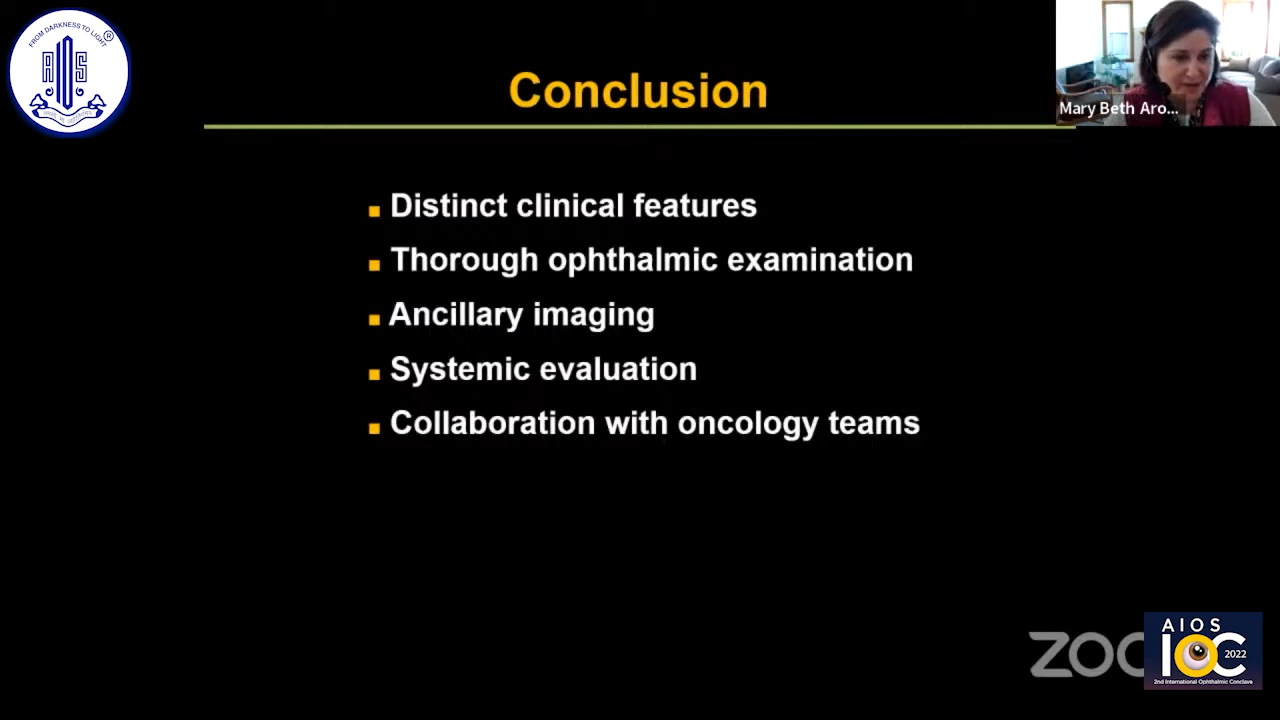 FROM DARKNESS TO LIGHT
®
AIOS
Conclusion
Mary Beth Aro...
Distinct clinical features
Thorough ophthalmic examination
Ancillary imaging
Systemic evaluation
Collaboration with oncology teams
zoo
AIOS
IOC
2022
2nd International Ophthalmic Conclave